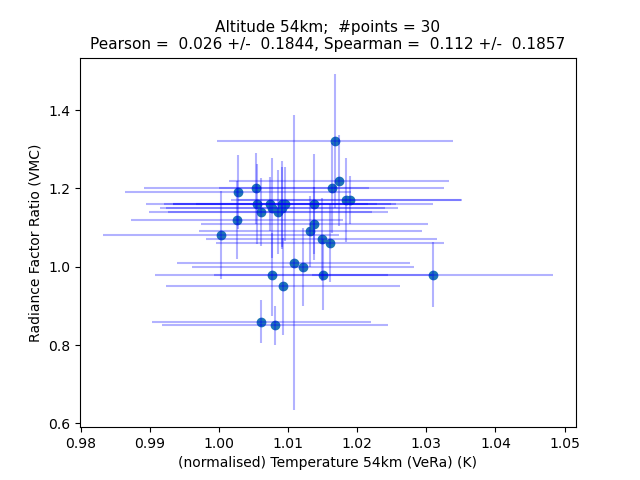 Altitude 54km;  #points = 30
Pearson =  0.026 +/-  0.1844, Spearman =  0.112 +/-  0.1857
Radiance Factor Ratio (VMC)
1.4
1.2
1.0
0.8
0.6
0.98 0.99 1.00 1.01 1.02 1.03 1.04 1.05
(normalised) Temperature 54km (VeRa) (K)